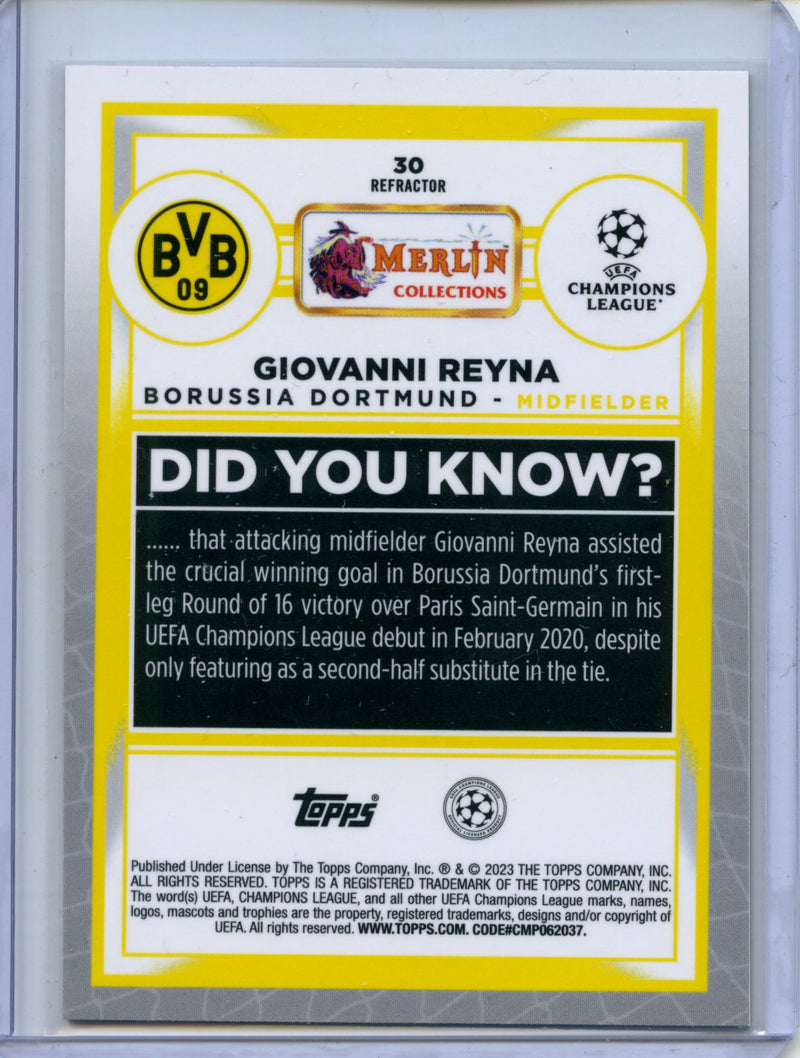 30
REFRACTOR
BVB
09
MERLIN
COLLECTIONS
UEFA
CHAMPIONS
LEAGUE
GIOVANNI REYNA
BORUSSIA DORTMUND - MIDFIELDER
DID YOU KNOW?
...... that attacking midfielder Giovanni Reyna assisted
the crucial winning goal in Borussia Dortmund's first-
leg Round of 16 victory over Paris Saint-Germain in his
UEFA Champions League debut in February 2020, despite
only featuring as a second-half substitute in the tie.
topps®
Published Under License by The Topps Company, Inc. ® & © 2023 THE TOPPS COMPANY, INC.
ALL RIGHTS RESERVED. TOPPS IS A REGISTERED TRADEMARK OF THE TOPPS COMPANY, INC.
The word(s) UEFA, CHAMPIONS LEAGUE, and all other UEFA Champions League marks, names,
logos, mascots and trophies are the property, registered trademarks, designs and/or copyright of
UEFA. All rights reserved. WWW.TOPPS.COM. CODE#CMP062037.